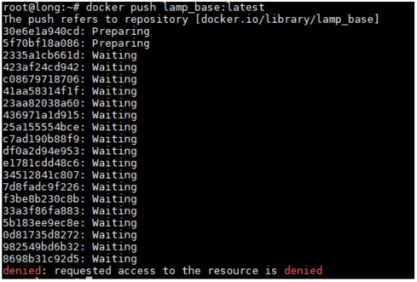 root@long:~# docker push lamp_base:latest
The push refers to repository [docker.io/library/lamp_base]
30e6e1a940cd: Preparing
5f70bf18a086: Preparing
2335a1cb661d: Waiting
423af24cd942: Waiting
c08679718706: Waiting
41aa58314f1f: Waiting
23aa82038a60: Waiting
436971a1d915: Waiting
25a155554bce: Waiting
c7ad190b88f9: Waiting
df0a2d94e953: Waiting
e1781cdd48c6: Waiting
34512841c807: Waiting
7d8fadc9f226: Waiting
f3be8b230c8b: Waiting
33a3f86fa883: Waiting
5b183ee9ec8e: Waiting
0d81735d8272: Waiting
982549bd6b32: Waiting
8698b31c92d5: Waiting
denied: requested access to the resource is denied